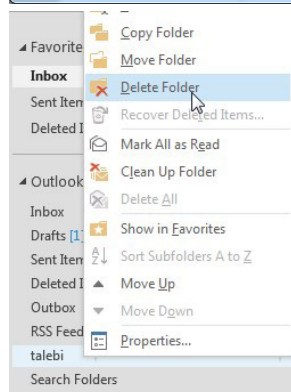 Copy Folder
Move Folder
Delete Folder
Recover Deleted Items...
Mark All as Read
Clean Up Folder
Delete All
Show in Favorites
Sort Subfolders A to Z
Move Up
Move Down
Properties...
Favorite
Inbox
Sent Item
Deleted I
Outlook
Inbox
Drafts [1]
Sent Item
Deleted I
Outbox
RSS Feed
talebi
Search Folders